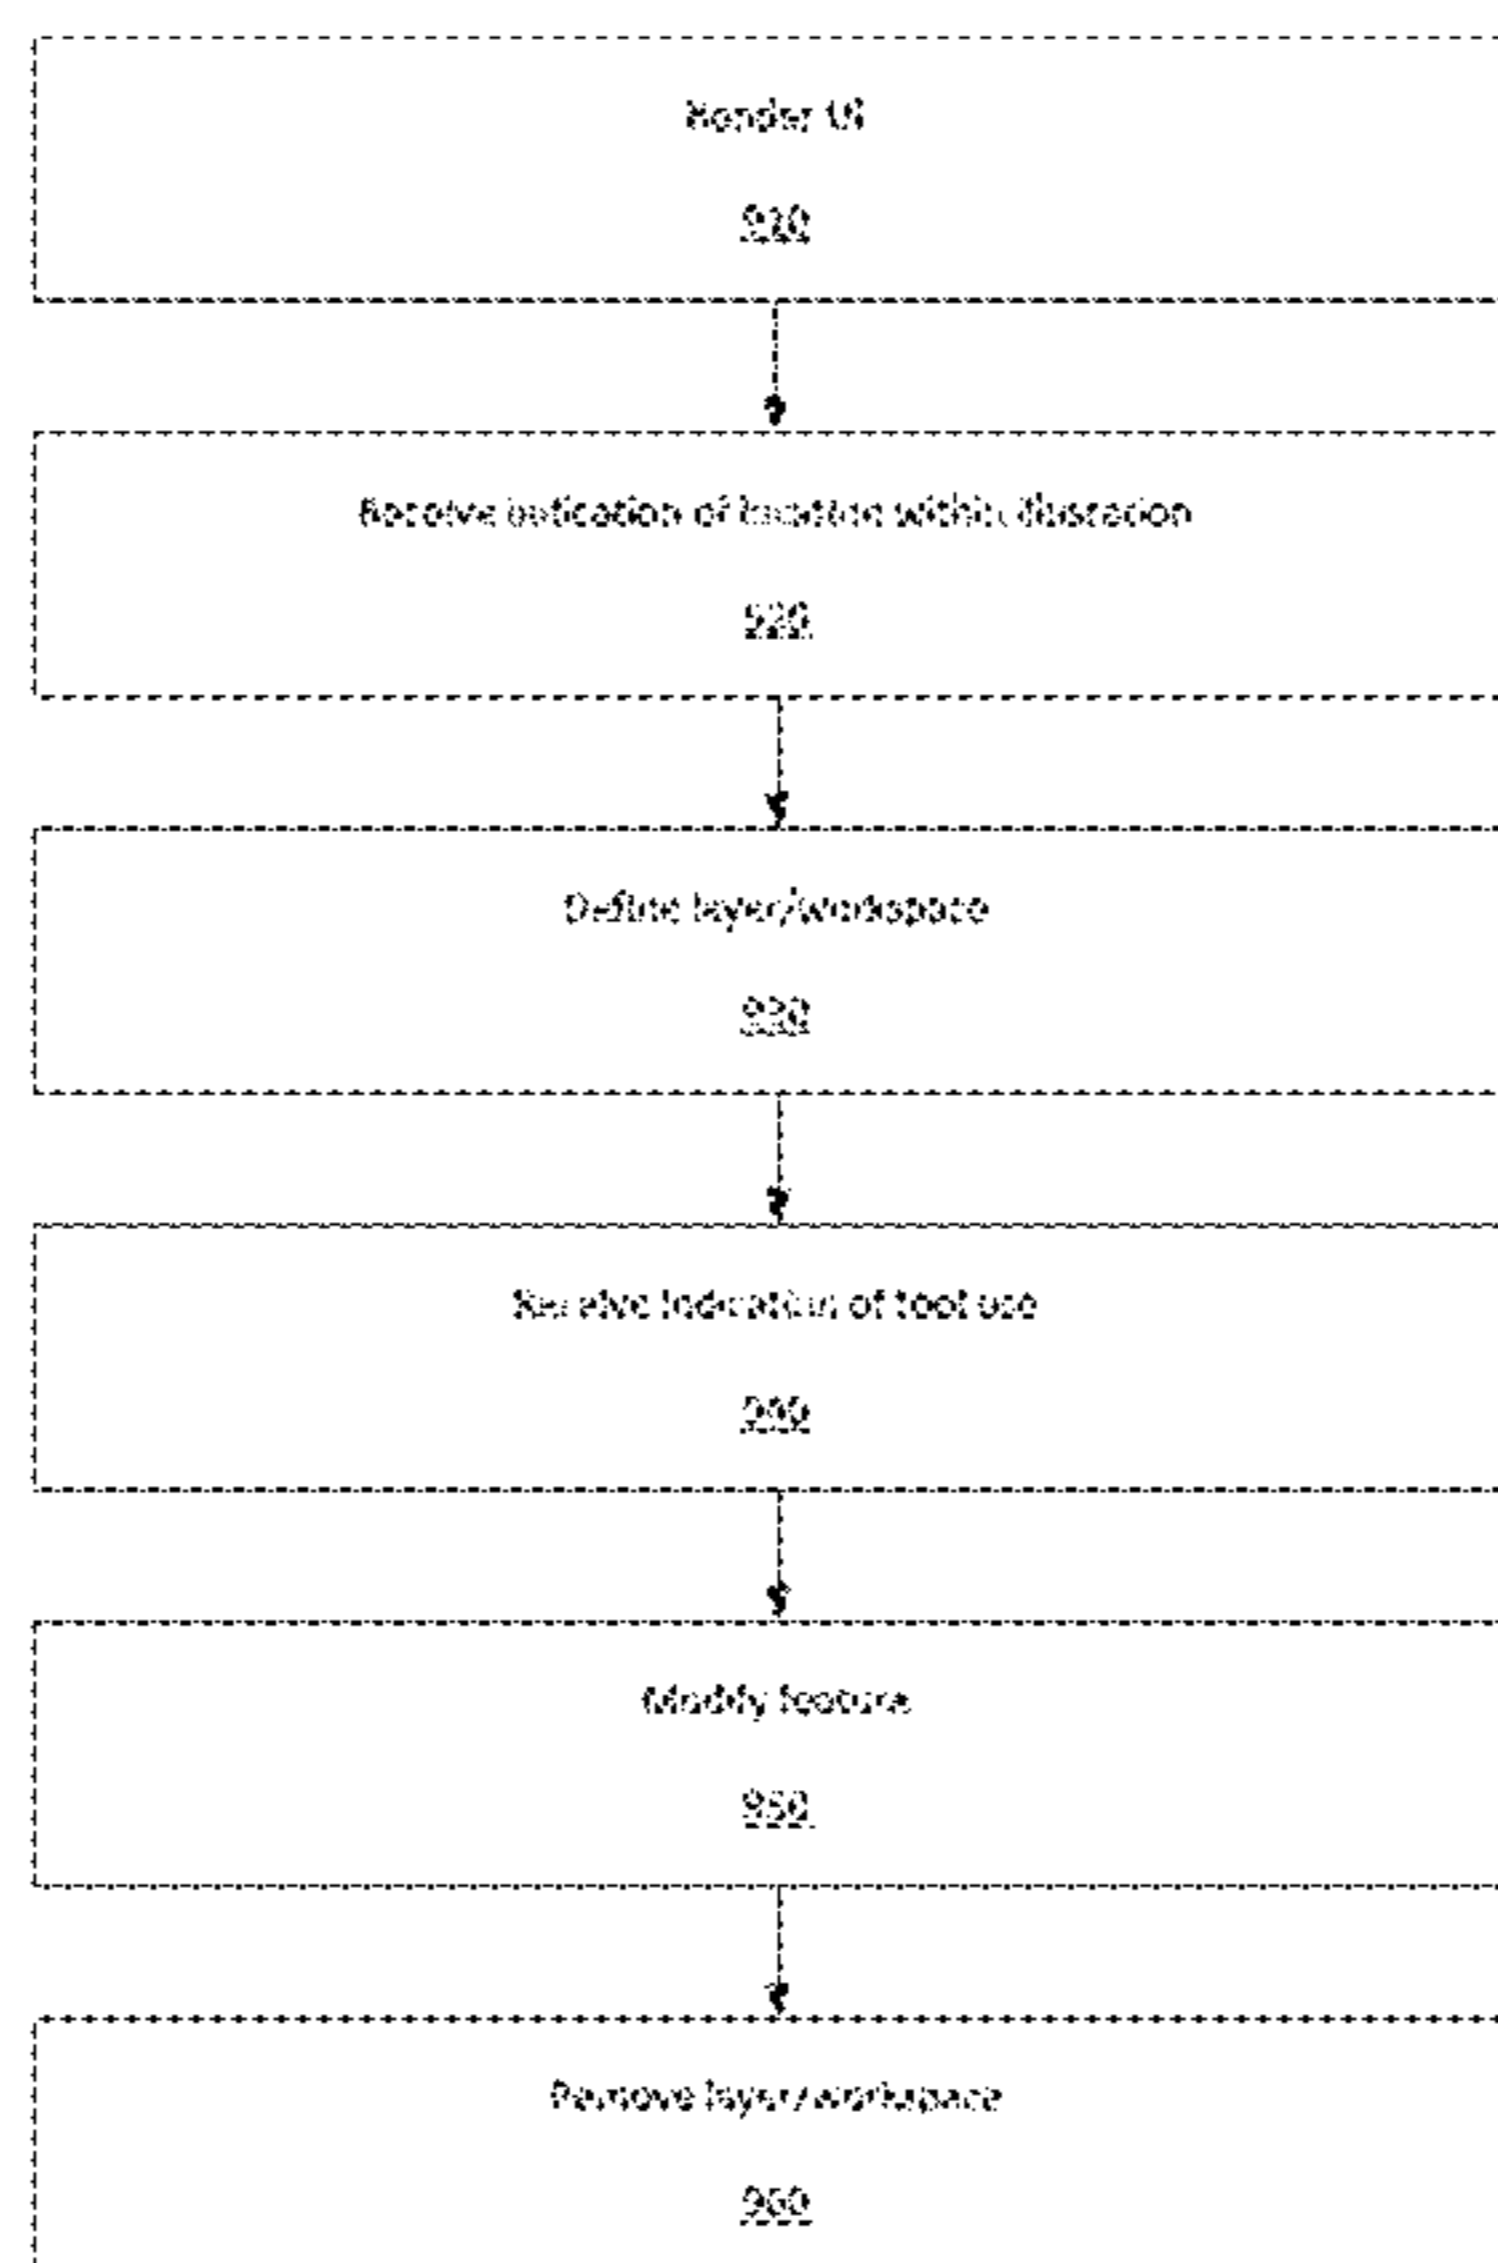 Render UI
910
Receive indication of location within illustration
920
Define layer/workspace
930
Receive indication of tool use
940
Modify feature
950
Remove layer/workspace
960